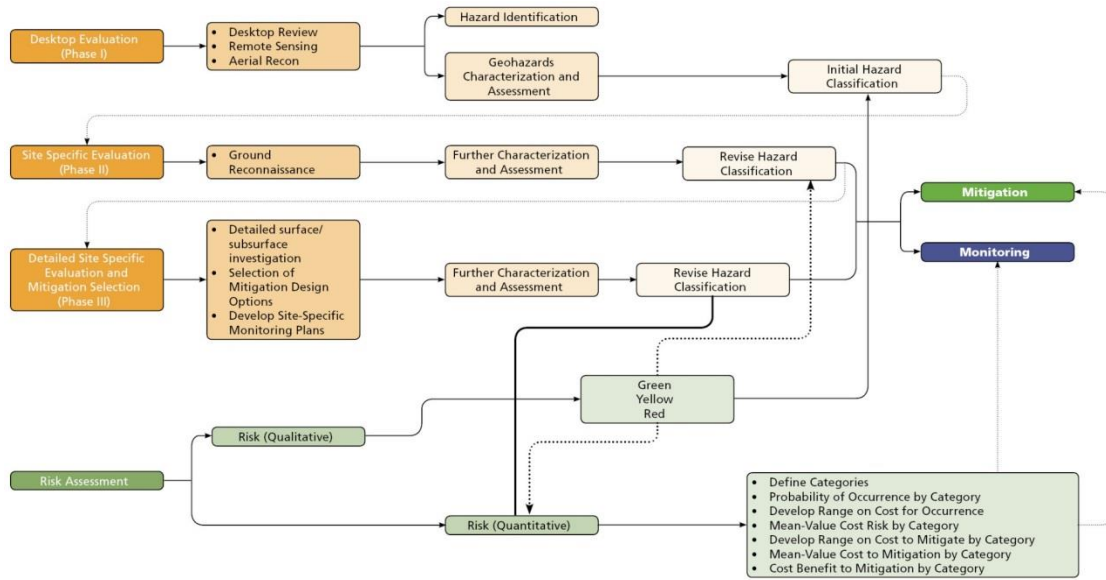 Desktop Evaluation
(Phase I)
• Desktop Review
• Remote Sensing
• Aerial Recon
Hazard Identification
Geohazards
Characterization and
Assessment
Initial Hazard
Classification
Site Specific Evaluation
(Phase II)
• Ground
Reconnaissance
Further Characterization
and Assessment
Revise Hazard
Classification
Mitigation
Monitoring
Detailed Site Specific
Evaluation and
Mitigation Selection
(Phase III)
• Detailed surface/
subsurface
investigation
• Selection of
Mitigation Design
Options
• Develop Site-Specific
Monitoring Plans
Further Characterization
and Assessment
Revise Hazard
Classification
Green
Yellow
Red
Risk (Qualitative)
Risk Assessment
Risk (Quantitative)
• Define Categories
• Probability of Occurrence by Category
• Develop Range on Cost for Occurrence
• Mean-Value Cost Risk by Category
• Develop Range on Cost to Mitigate by Category
• Mean-Value Cost to Mitigation by Category
• Cost Benefit to Mitigation by Category